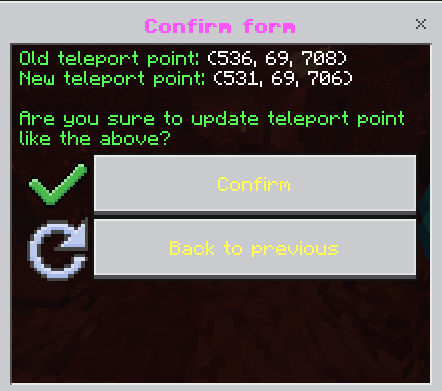 Confirm form
Old teleport point: (536, 69, 708)
New teleport point: (531, 69, 706)
Are you sure to update teleport point
like the above?
Confirm
Back to previous